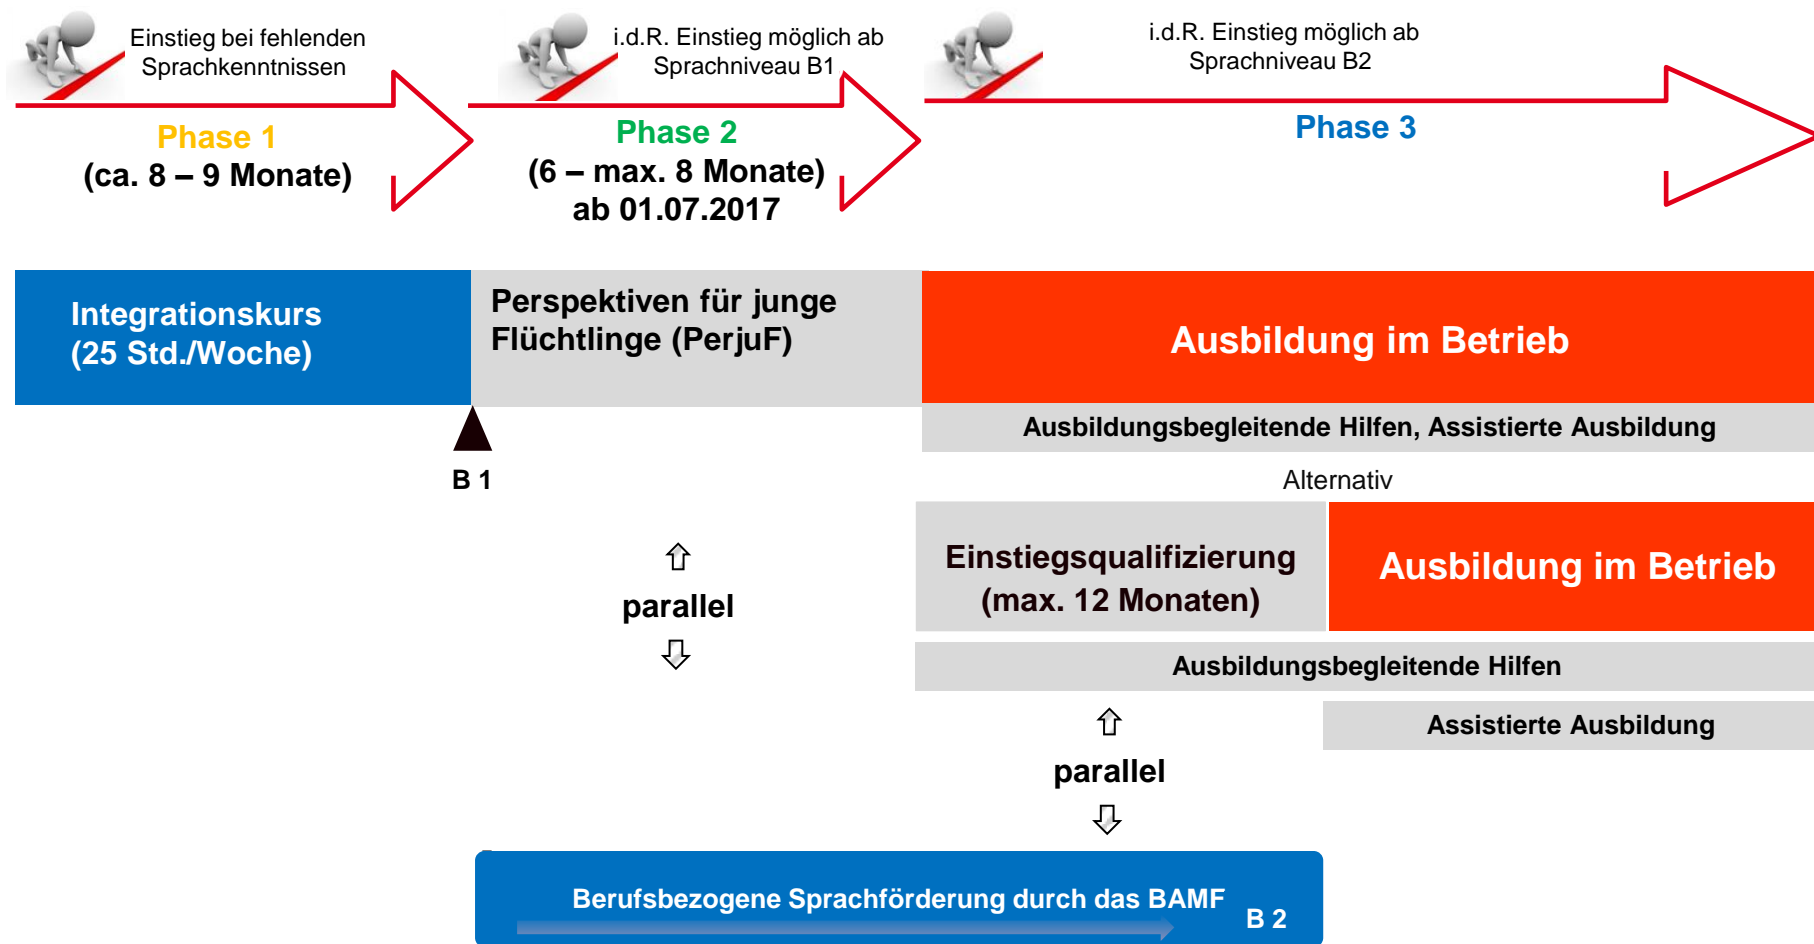 Einstieg bei fehlenden
Sprachkenntnissen
i.d.R. Einstieg möglich ab
Sprachniveau B1
i.d.R. Einstieg möglich ab
Sprachniveau B2
Phase 1
(ca. 8 – 9 Monate)
Phase 2
(6 – max. 8 Monate)
ab 01.07.2017
Phase 3
Integrationskurs
(25 Std./Woche)
Perspektiven für junge
Flüchtlinge (PerjuF)
Ausbildung im Betrieb
Ausbildungsbegleitende Hilfen, Assistierte Ausbildung
B 1
Alternativ
parallel
Einstiegsqualifizierung
(max. 12 Monaten)
Ausbildung im Betrieb
Ausbildungsbegleitende Hilfen
Assistierte Ausbildung
parallel
Berufsbezogene Sprachförderung durch das BAMF
B 2